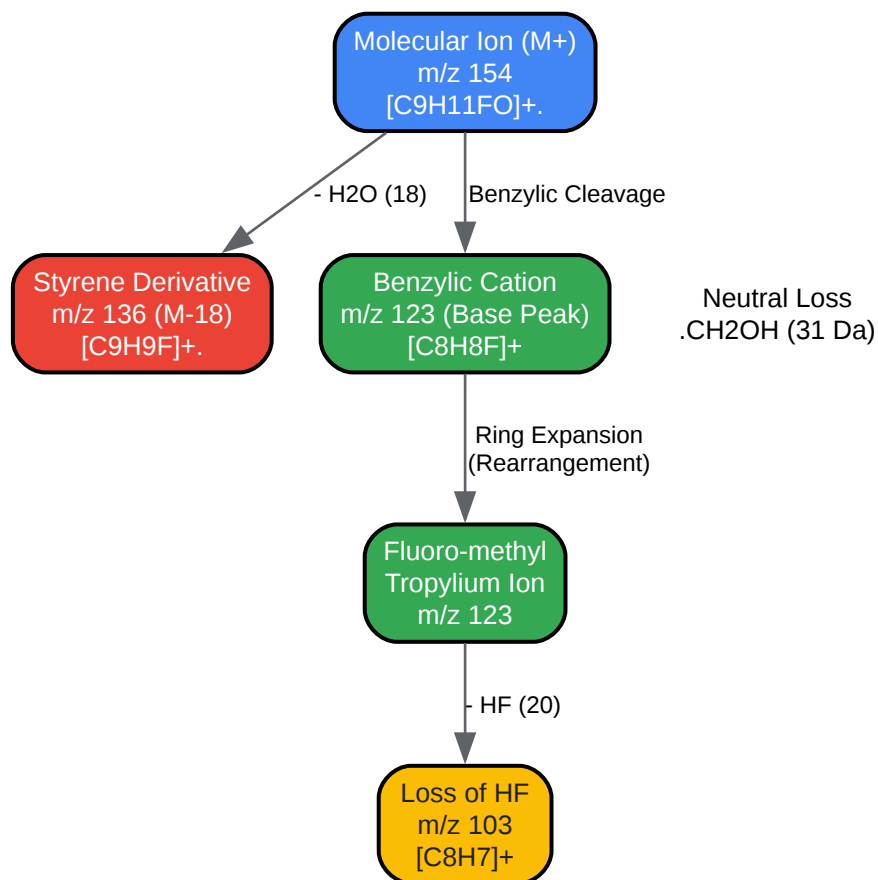 Molecular Ion (M+)
m/z 154
[C9H11FO]+.
- H2O (18)
Benzylic Cleavage
Styrene Derivative
m/z 136 (M-18)
[C9H9F]+.
Benzylic Cation
m/z 123 (Base Peak)
[C8H8F]+
Neutral Loss
.CH2OH (31 Da)
Ring Expansion
(Rearrangement)
Fluoro-methyl
Tropylium Ion
m/z 123
- HF (20)
Loss of HF
m/z 103
[C8H7]+